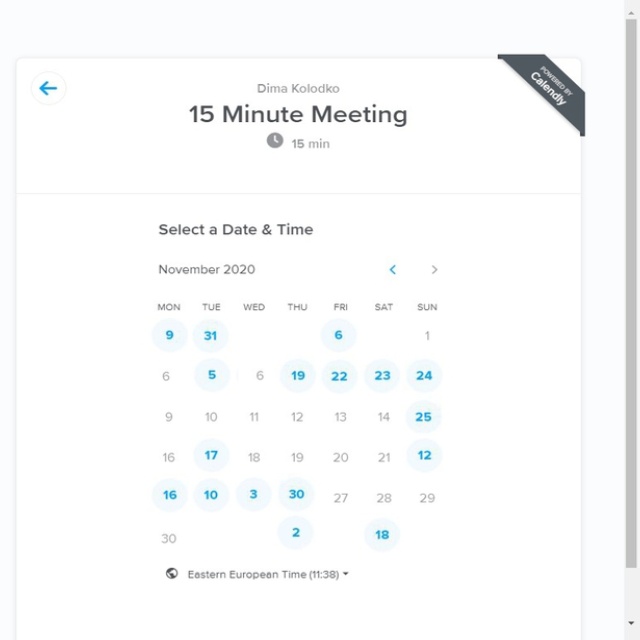 POWERED BY
Calendly
Dima Kolodko
15 Minute Meeting
15 min
Select a Date & Time
November 2020
MON TUE WED THU FRI SAT SUN
9 31 6 1
6 5 6 19 22 23 24
9 10 11 12 13 14 25
16 17 18 19 20 21 12
16 10 3 30 27 28 29
30 2 18
Eastern European Time (11:38)